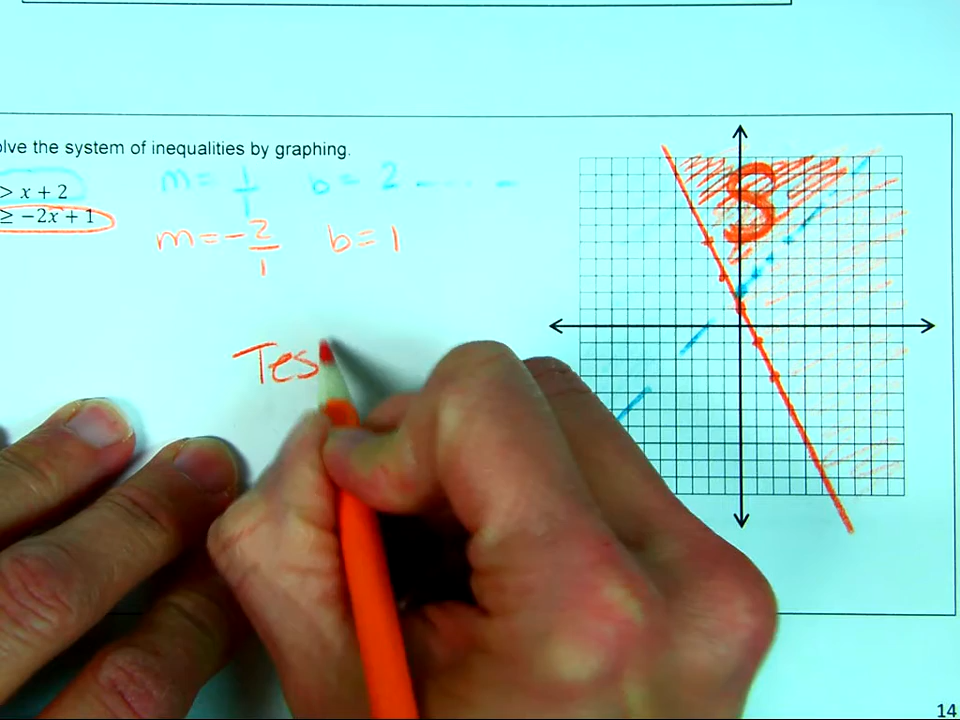 olve the system of inequalities by graphing.
> x + 2
≥ −2x + 1
m = 1/1 b = 2
m = −2/1 b = 1
S
Tes
14